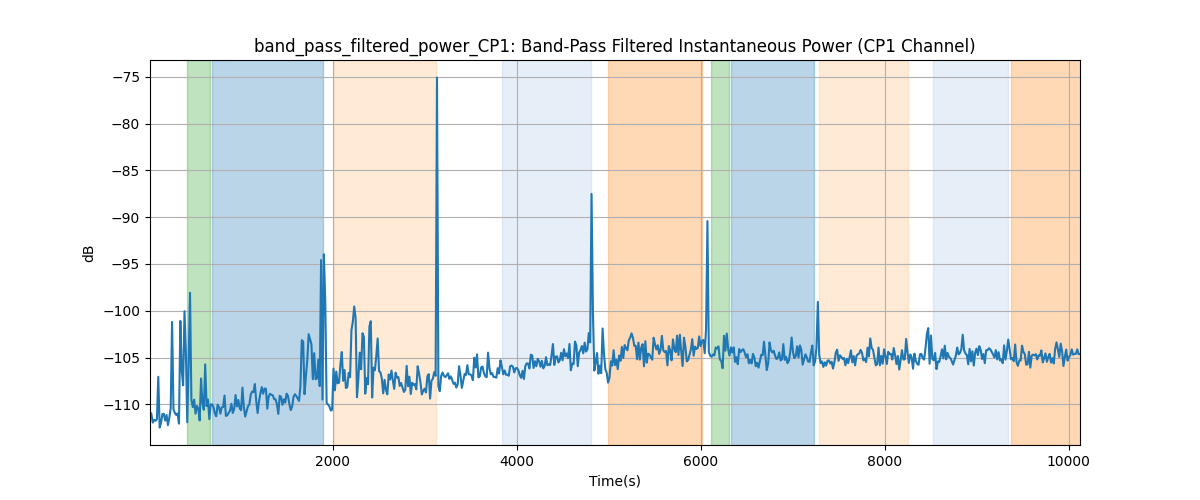 band_pass_filtered_power_CP1: Band-Pass Filtered Instantaneous Power (CP1 Channel)
−75
−80
−85
−90
−95
−100
−105
−110
dB
2000 4000 6000 8000 10000
Time(s)